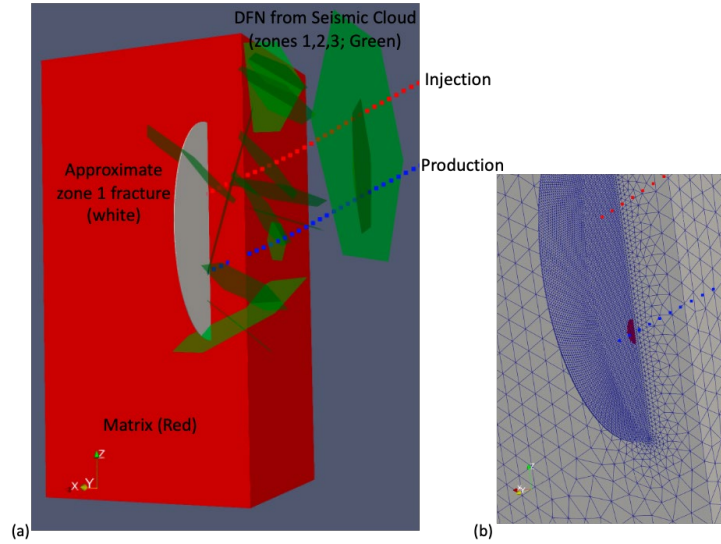 DFN from Seismic Cloud
(zones 1,2,3; Green)
Injection
Production
Approximate
zone 1 fracture
(white)
Matrix (Red)
Z
X
Y
(a)
Z
(b)